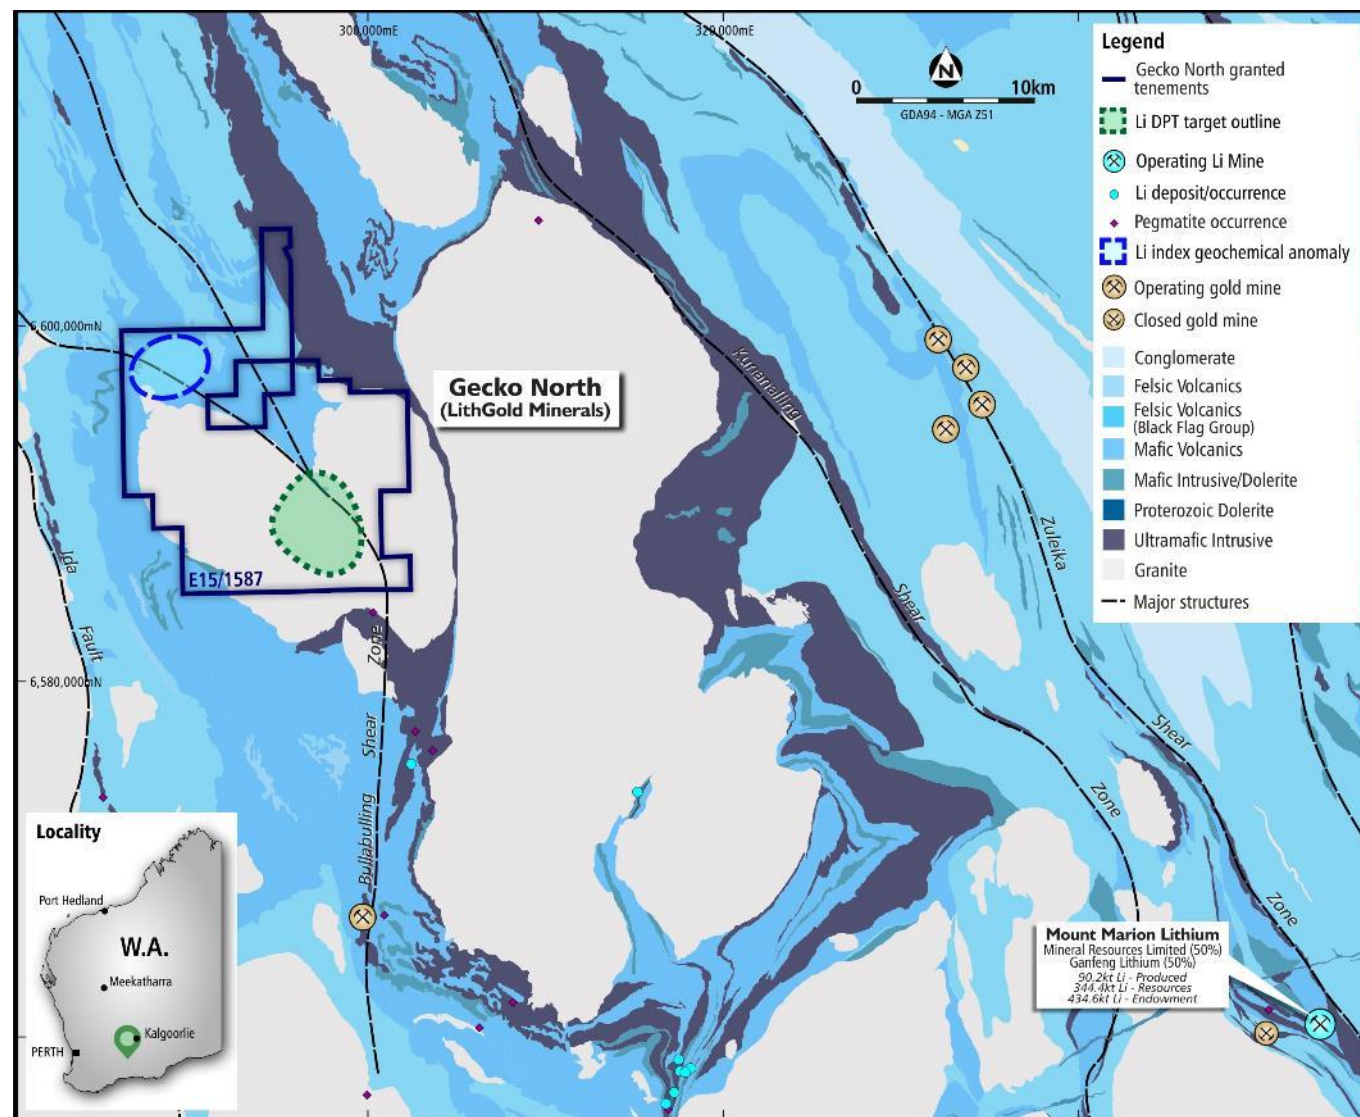 300,000mE
320,000mE
N
0
10km
GDA94 - MGA Z51
Legend
Gecko North granted
tenements
Li DPT target outline
Operating Li Mine
Li deposit/occurrence
Pegmatite occurrence
Li index geochemical anomaly
Operating gold mine
Closed gold mine
Conglomerate
Felsic Volcanics
Felsic Volcanics
(Black Flag Group)
Mafic Volcanics
Mafic Intrusive/Dolerite
Proterozoic Dolerite
Ultramafic Intrusive
Granite
Major structures
6,600,000mN
Gecko North
(LithGold Minerals)
Kunanalling
Shear
Zone
Zuleika
Shear
Zone
Ida
Fault
E15/1587
6,580,000mN
Zone
Shear
Bullabulling
Locality
Port Hedland
W.A.
Meekatharra
Kalgoorlie
PERTH
Mount Marion Lithium
Mineral Resources Limited (50%)
Ganfeng Lithium (50%)
90.2kt Li - Produced
344.4kt Li - Resources
434.6kt Li - Endowment